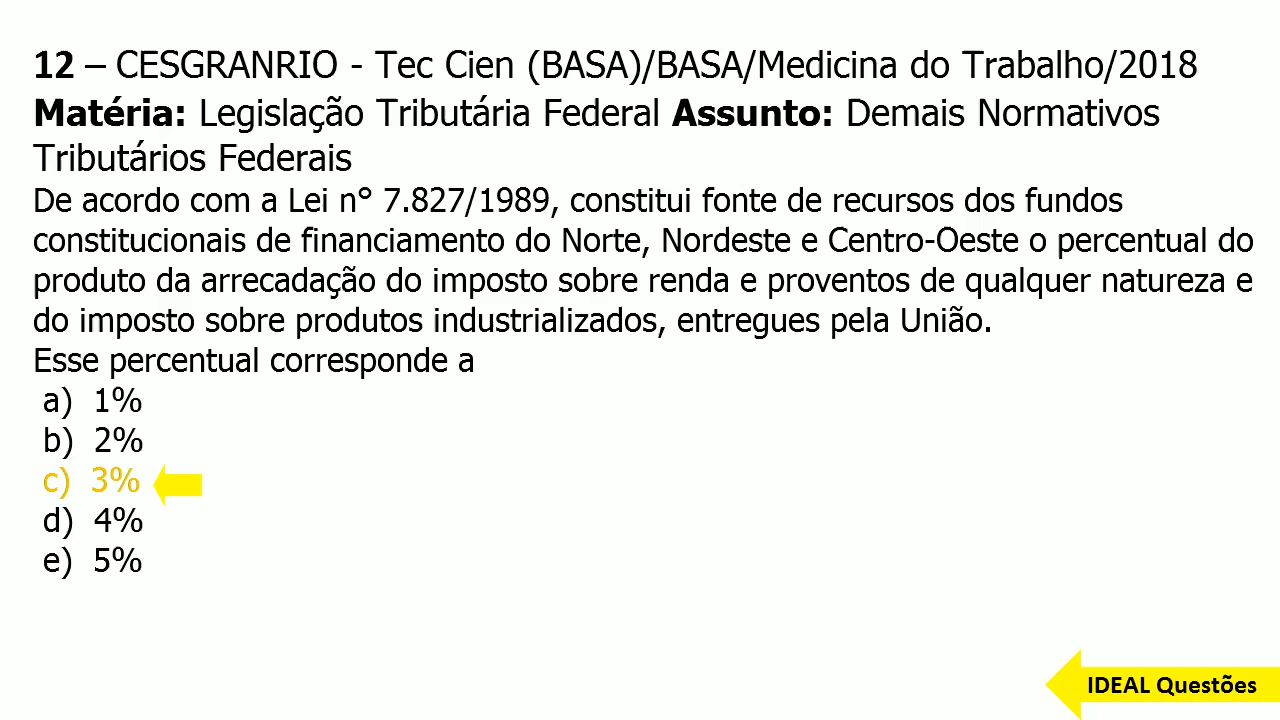 12 – CESGRANRIO - Tec Cien (BASA)/BASA/Medicina do Trabalho/2018
Matéria: Legislação Tributária Federal Assunto: Demais Normativos
Tributários Federais
De acordo com a Lei n° 7.827/1989, constitui fonte de recursos dos fundos
constitucionais de financiamento do Norte, Nordeste e Centro-Oeste o percentual do
produto da arrecadação do imposto sobre renda e proventos de qualquer natureza e
do imposto sobre produtos industrializados, entregues pela União.
Esse percentual corresponde a
a) 1%
b) 2%
c) 3%
d) 4%
e) 5%
IDEAL Questões